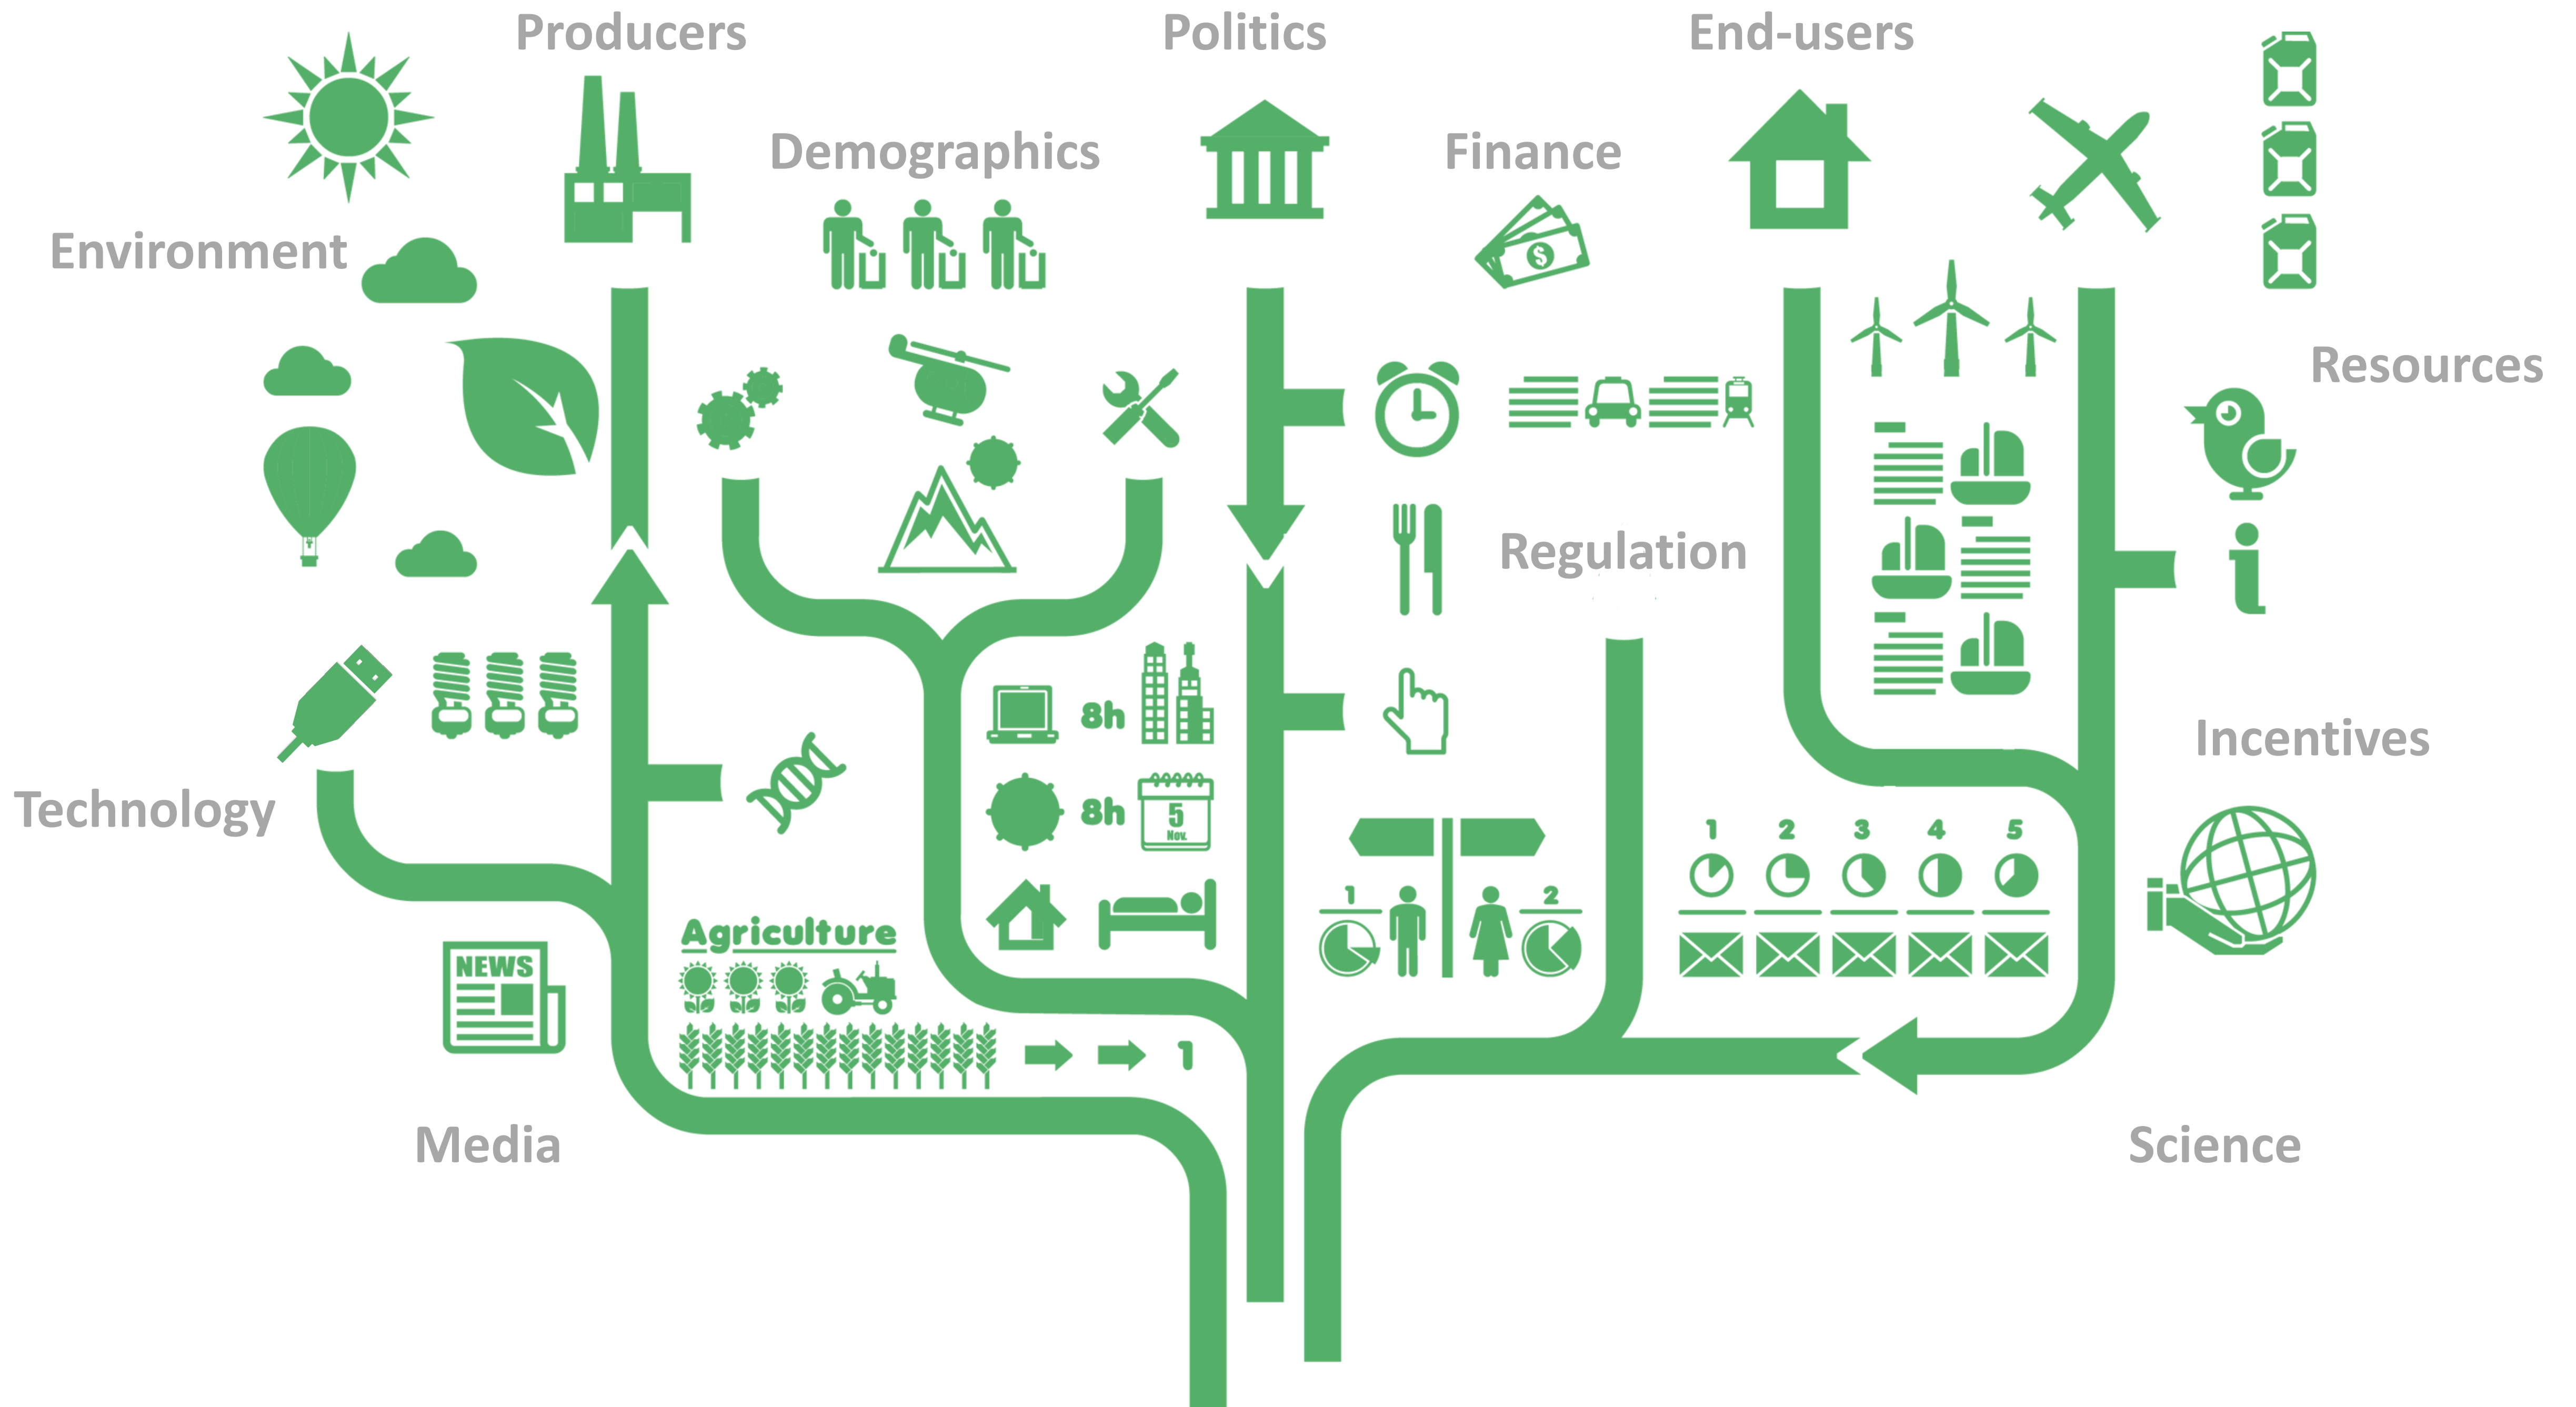 Producers
Politics
End-users
Demographics
Finance
$
Environment
Resources
Regulation
8h
Incentives
Technology
8h
5
Nov.
1 2 3 4 5
1
2
Agriculture
NEWS
1
Media
Science